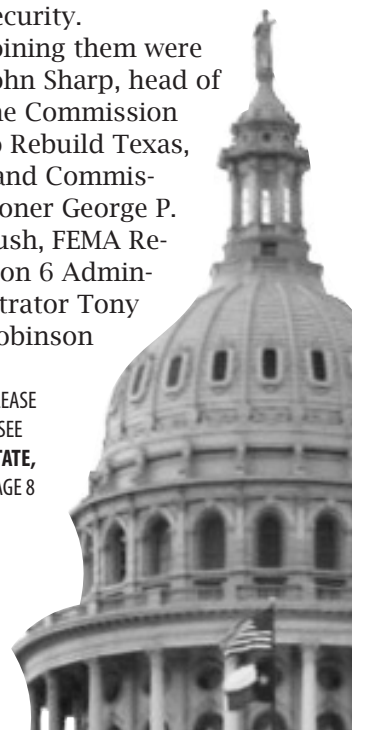 ecurity.
oining them were
ohn Sharp, head of
he Commission
o Rebuild Texas,
and Commis-
oner George P.
ush, FEMA Re-
on 6 Admin-
trator Tony
obinson
LEASE
SEE
TATE,
AGE 8